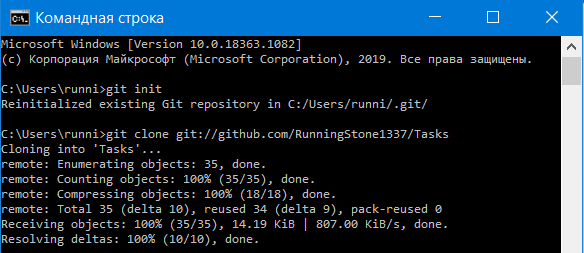 Командная строка
Microsoft Windows [Version 10.0.18363.1082]
(c) Корпорация Майкрософт (Microsoft Corporation), 2019. Все права защищены.
C:\Users\runni>git init
Reinitialized existing Git repository in C:/Users/runni/.git/
C:\Users\runni>git clone git://github.com/RunningStone1337/Tasks
Cloning into 'Tasks'...
remote: Enumerating objects: 35, done.
remote: Counting objects: 100% (35/35), done.
remote: Compressing objects: 100% (18/18), done.
remote: Total 35 (delta 10), reused 34 (delta 9), pack-reused 0
Receiving objects: 100% (35/35), 14.19 KiB | 807.00 KiB/s, done.
Resolving deltas: 100% (10/10), done.